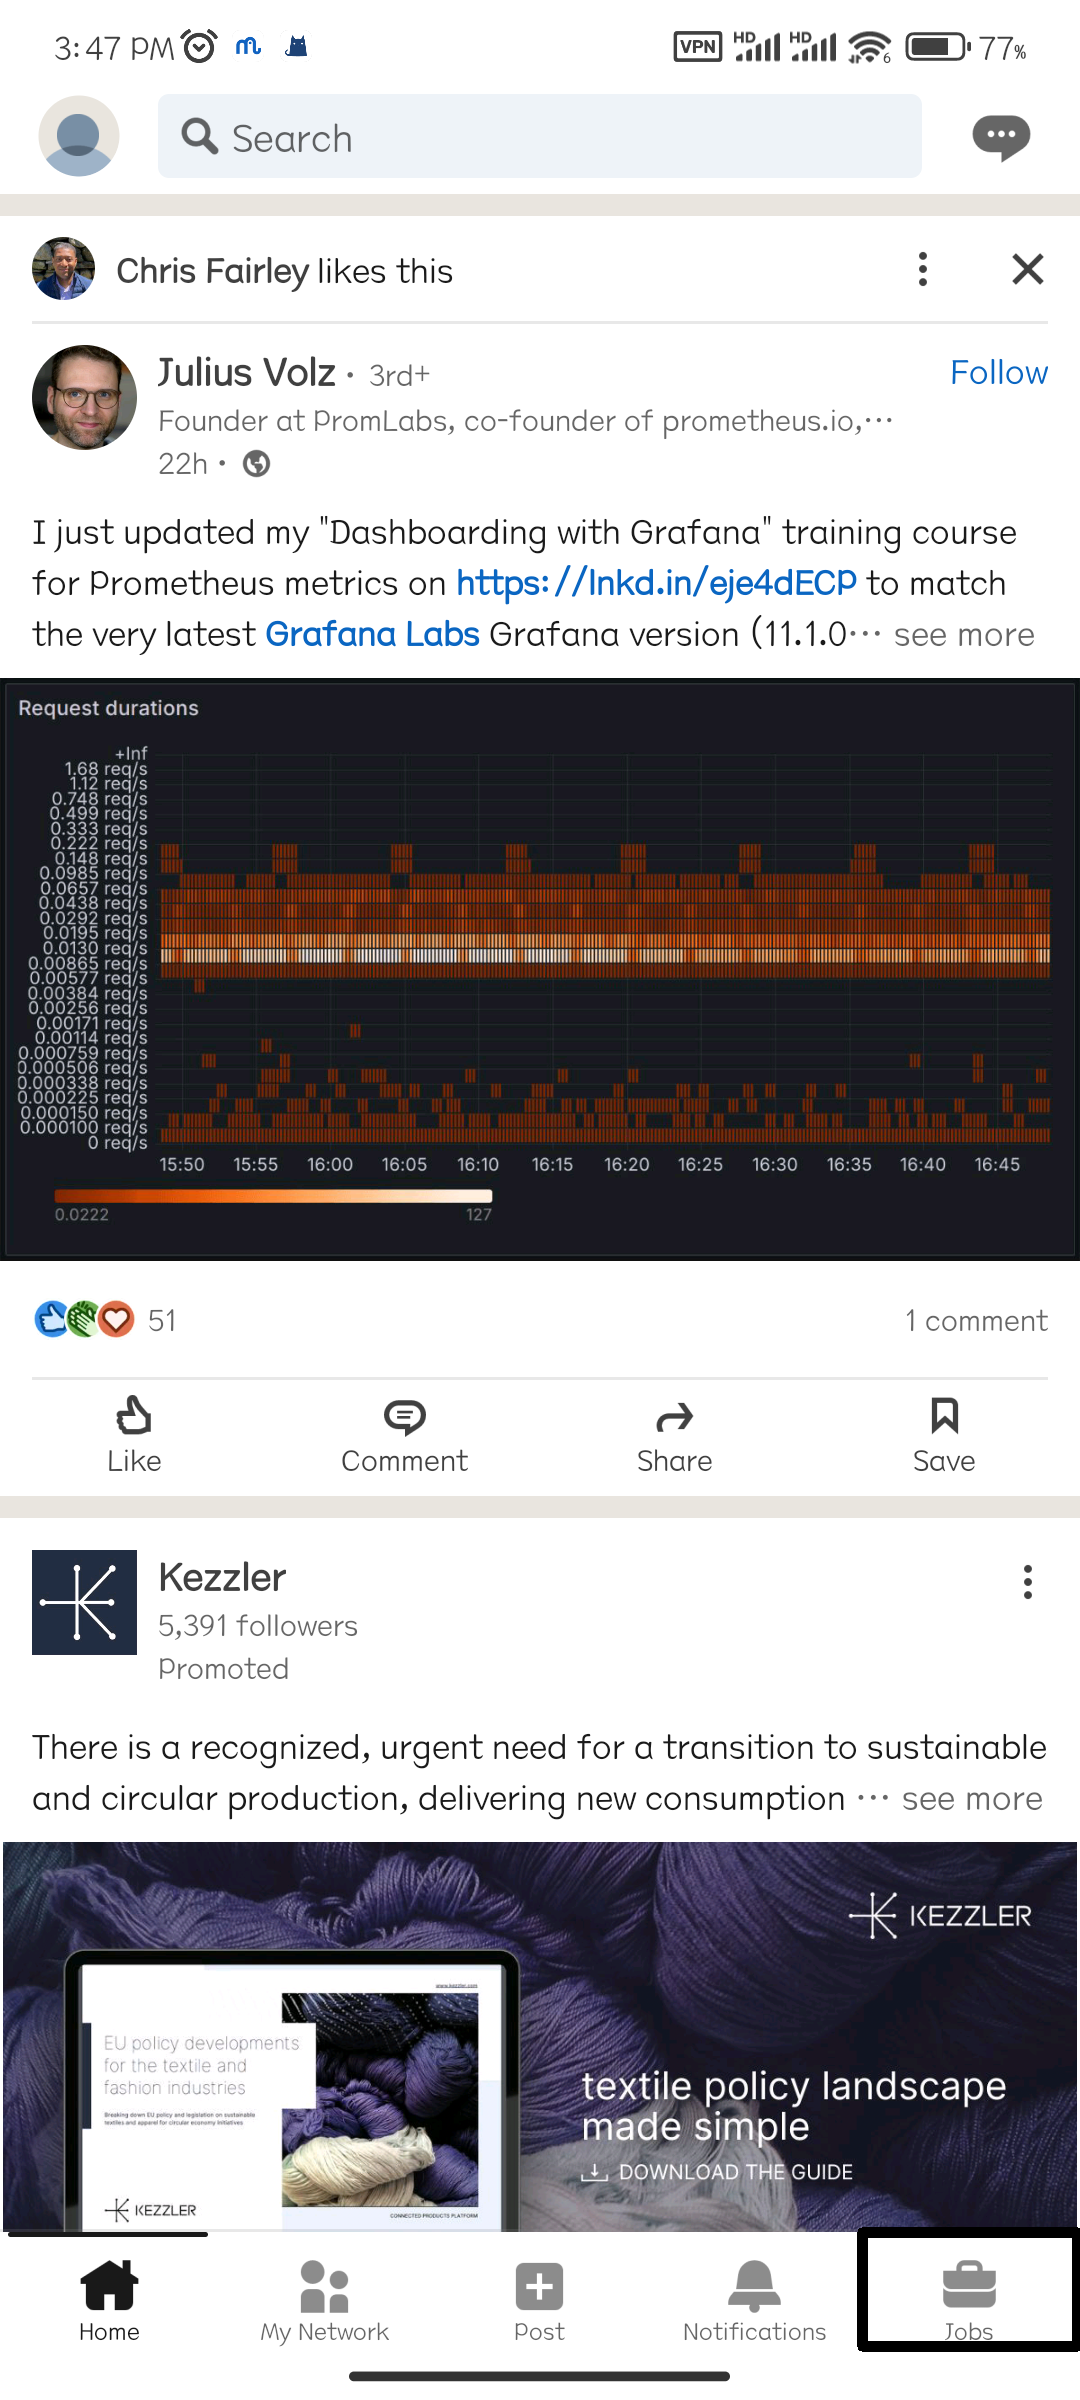 3:47 PM
VPN HD HD 6 77%
Search
Chris Fairley likes this
Julius Volz • 3rd+
Follow
Founder at PromLabs, co-founder of prometheus.io,...
22h •
I just updated my "Dashboarding with Grafana" training course
for Prometheus metrics on https://lnkd.in/eje4dECP to match
the very latest Grafana Labs Grafana version (11.1.0... see more
Request durations
+Inf
1.68 req/s
1.12 req/s
0.748 req/s
0.499 req/s
0.333 req/s
0.222 req/s
0.148 req/s
0.0985 req/s
0.0657 req/s
0.0438 req/s
0.0292 req/s
0.0195 req/s
0.0130 req/s
0.00865 req/s
0.00577 req/s
0.00384 req/s
0.00256 req/s
0.00171 req/s
0.00114 req/s
0.000759 req/s
0.000506 req/s
0.000338 req/s
0.000225 req/s
0.000150 req/s
0.000100 req/s
0 req/s
15:50 15:55 16:00 16:05 16:10 16:15 16:20 16:25 16:30 16:35 16:40 16:45
0.0222 127
51
1 comment
Like Comment Share Save
Kezzler
5,391 followers
Promoted
There is a recognized, urgent need for a transition to sustainable
and circular production, delivering new consumption ... see more
KEZZLER
www.kezzler.com
EU policy developments
for the textile and
fashion industries
Breaking down EU policy and legislation on sustainable
textiles and apparel for circular economy initiatives
KEZZLER
CONNECTED PRODUCTS PLATFORM
textile policy landscape
made simple
DOWNLOAD THE GUIDE
Home My Network Post Notifications Jobs